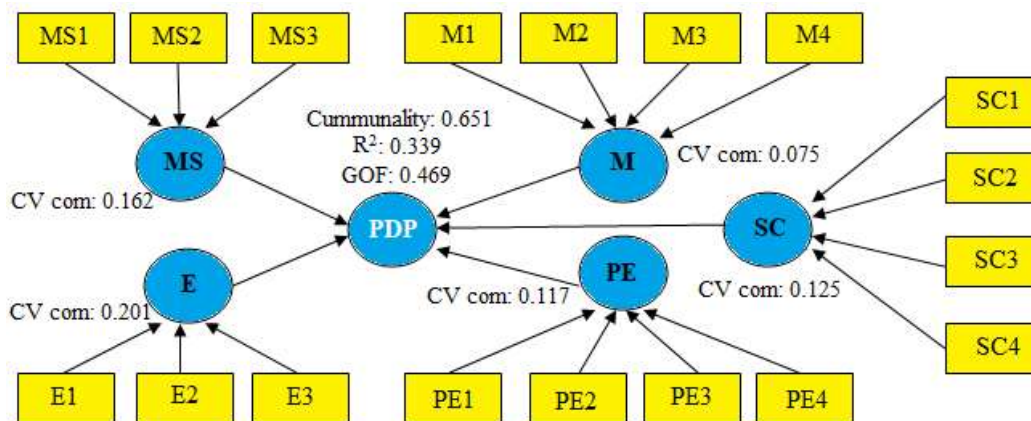 MS1
MS2
MS3
M1
M2
M3
M4
SC1
Cummunality: 0.651
R²: 0.339
GOF: 0.469
MS
M
CV com: 0.075
SC2
CV com: 0.162
PDP
SC
SC3
E
PE
CV com: 0.201
CV com: 0.117
CV com: 0.125
SC4
E1
E2
E3
PE1
PE2
PE3
PE4